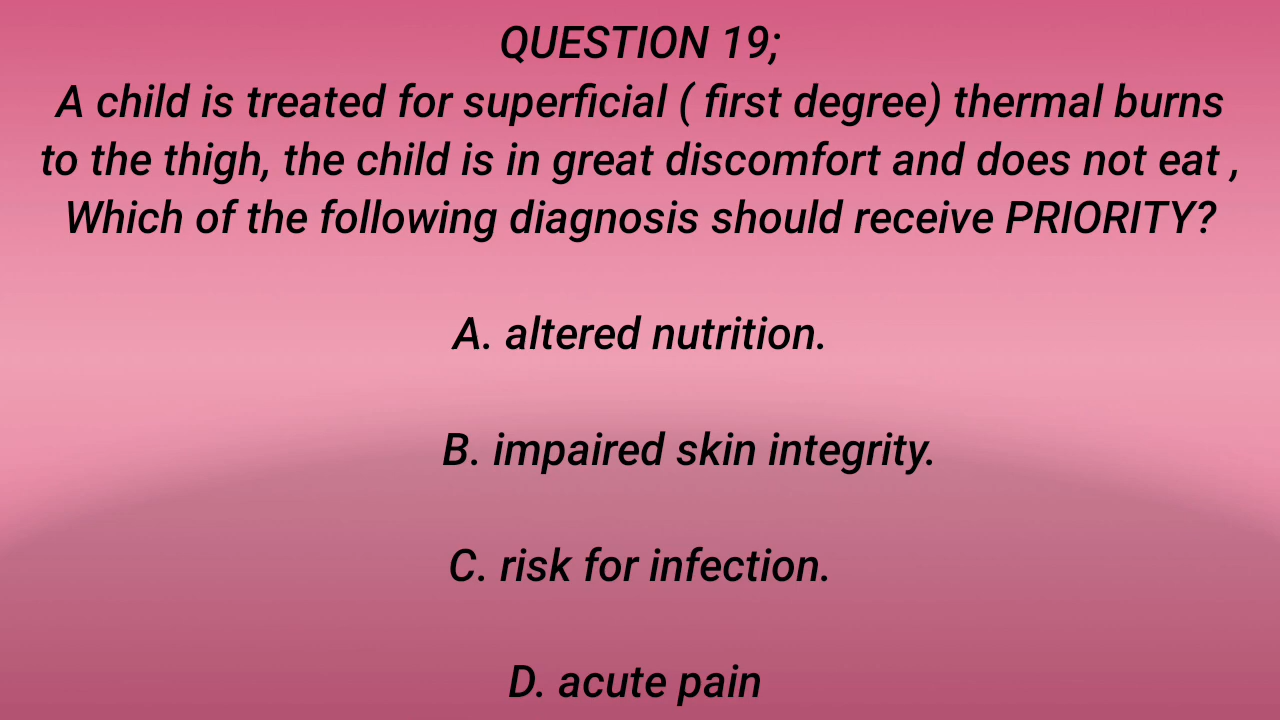 QUESTION 19;
A child is treated for superficial ( first degree) thermal burns
to the thigh, the child is in great discomfort and does not eat ,
Which of the following diagnosis should receive PRIORITY?
A. altered nutrition.
B. impaired skin integrity.
C. risk for infection.
D. acute pain